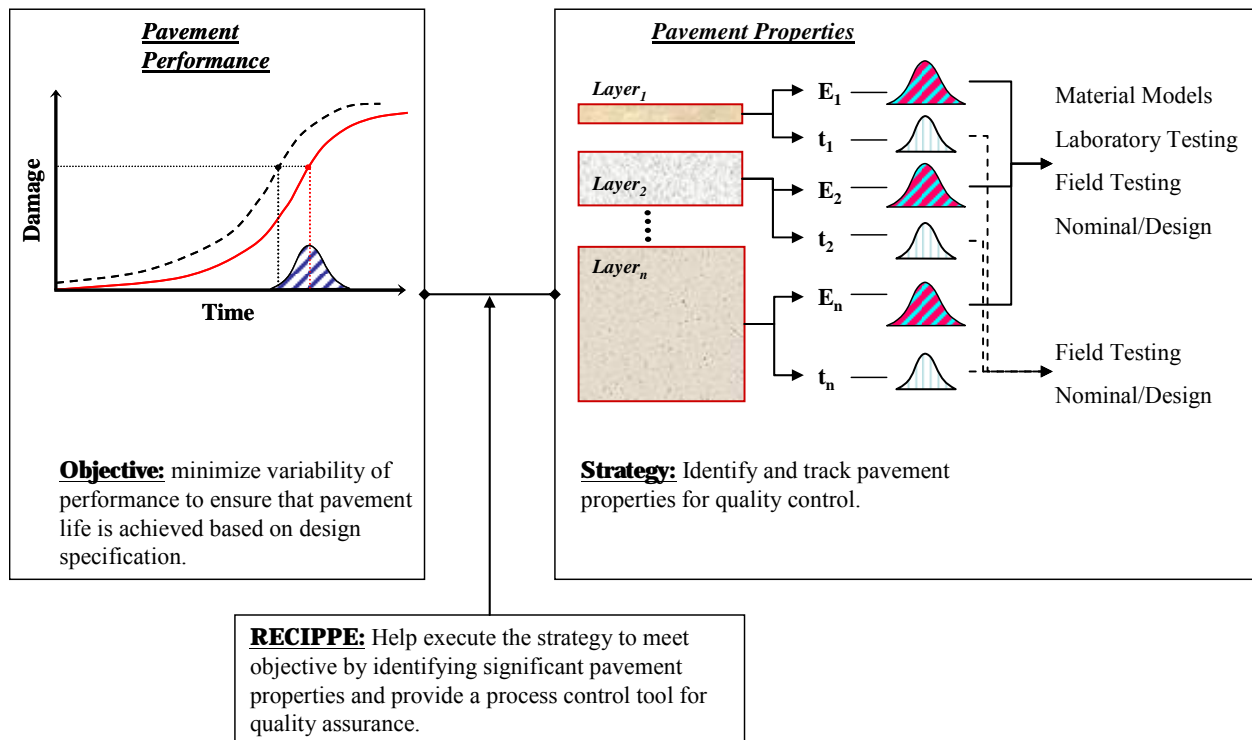 Pavement
Performance
Damage
Time
Objective: minimize variability of
performance to ensure that pavement
life is achieved based on design
specification.
Pavement Properties
Layer1
Layer2
Layern
E1
t1
E2
t2
En
tn
Material Models
Laboratory Testing
Field Testing
Nominal/Design
Field Testing
Nominal/Design
Strategy: Identify and track pavement
properties for quality control.
RECIPPE: Help execute the strategy to meet
objective by identifying significant pavement
properties and provide a process control tool for
quality assurance.